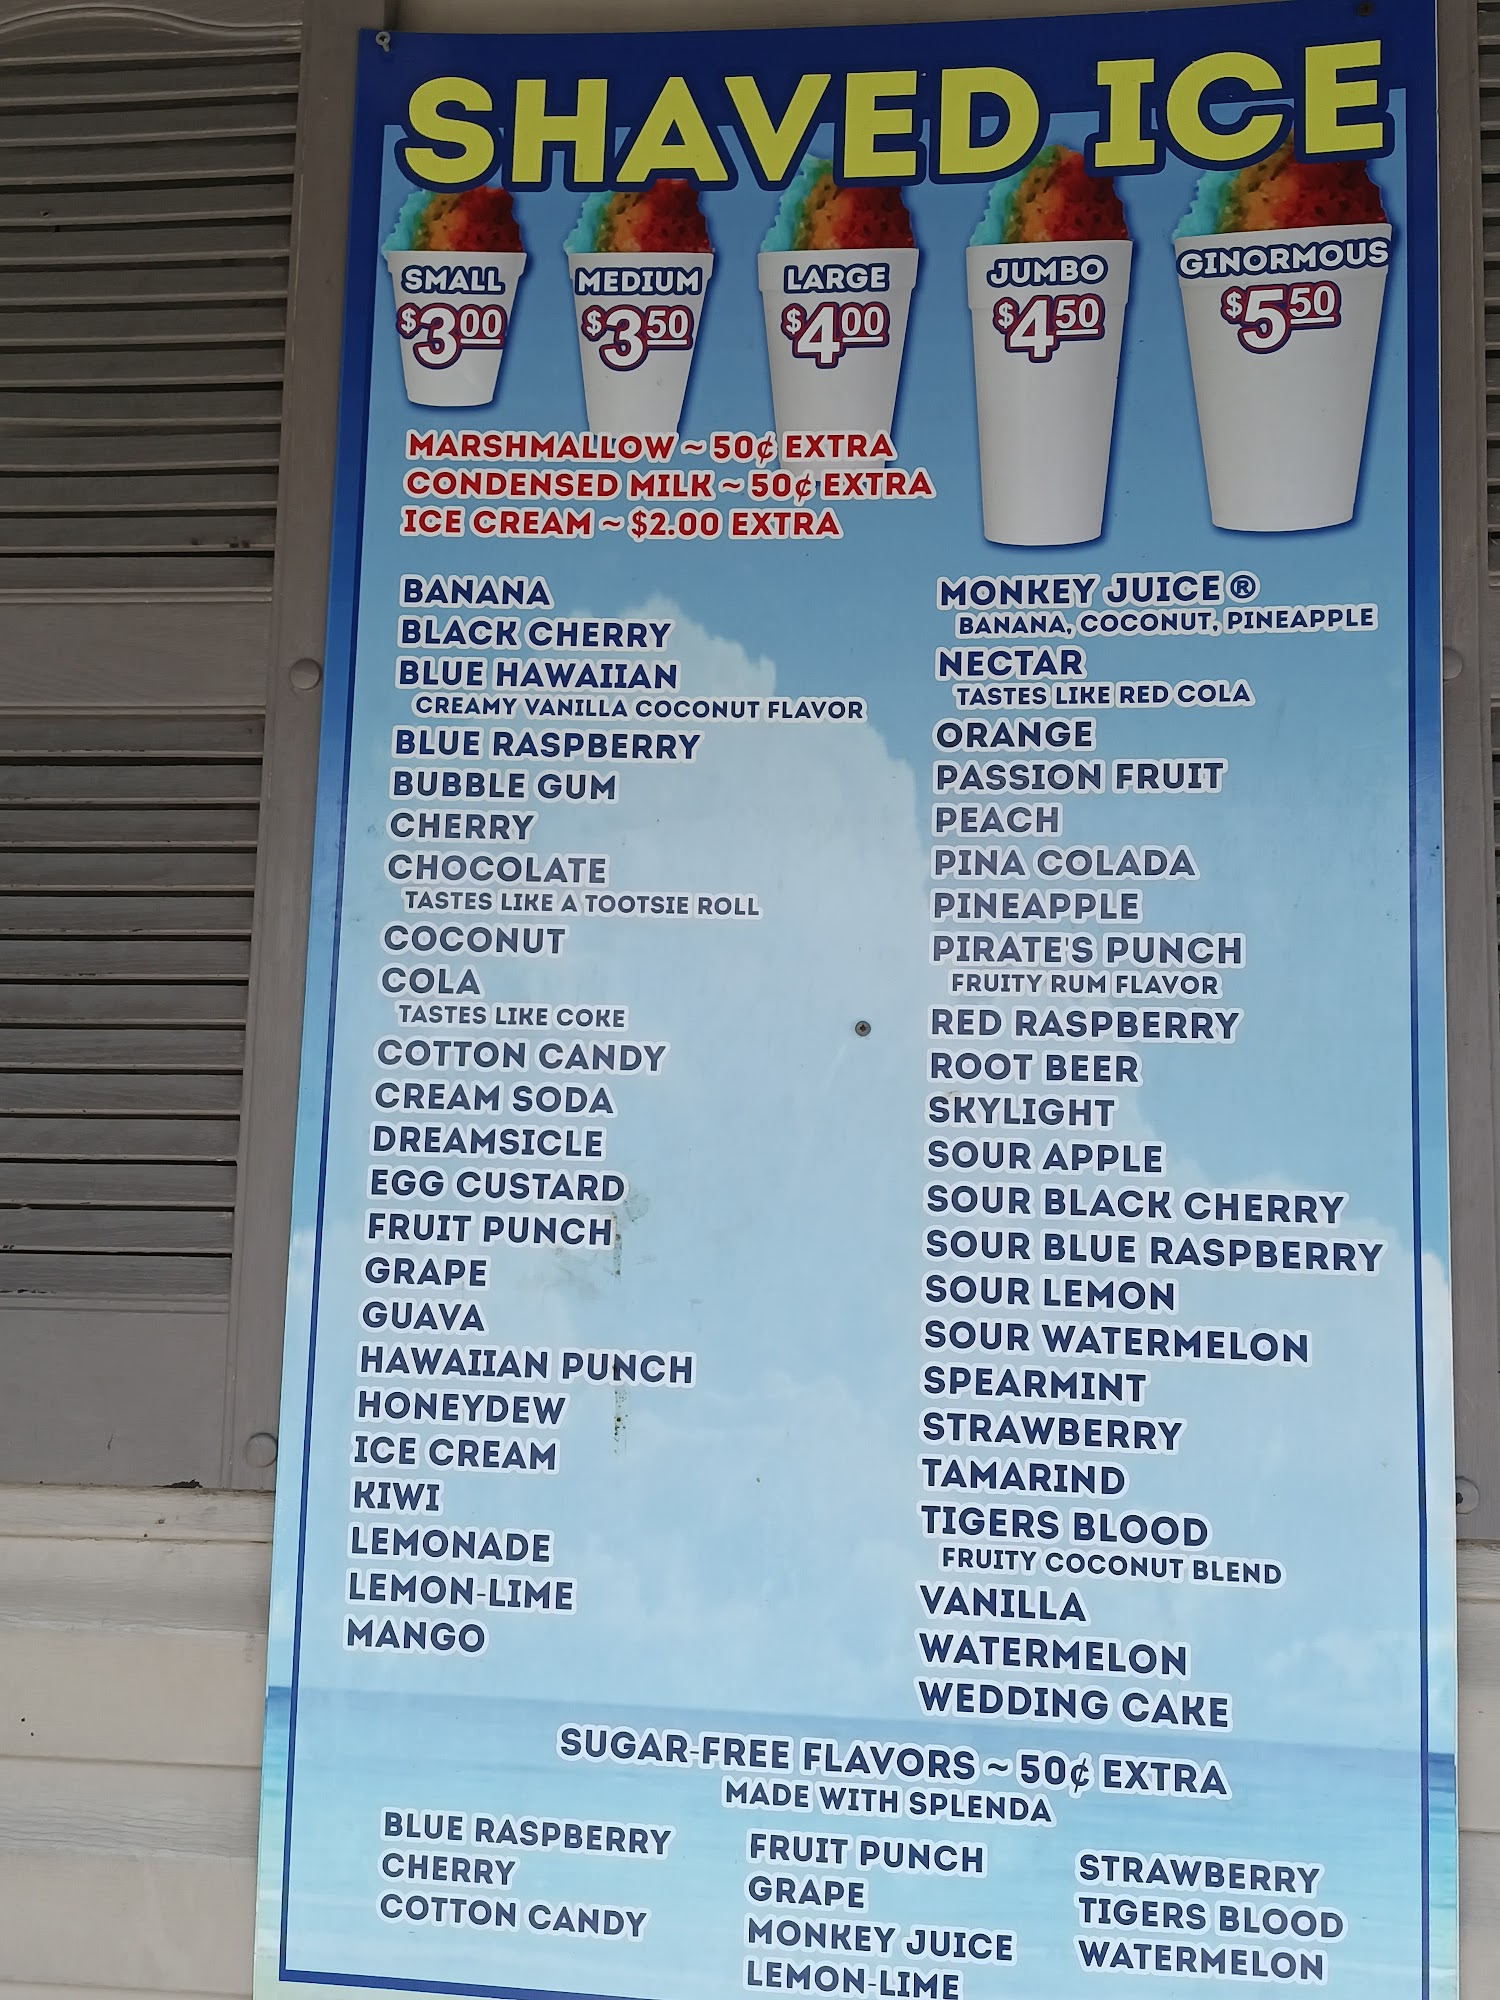 SHAVED ICE
SMALL
$3.00
MEDIUM
$3.50
LARGE
$4.00
JUMBO
$4.50
GINORMOUS
$5.50
MARSHMALLOW ~ 50¢ EXTRA
CONDENSED MILK ~ 50¢ EXTRA
ICE CREAM ~ $2.00 EXTRA
BANANA
BLACK CHERRY
BLUE HAWAIIAN
CREAMY VANILLA COCONUT FLAVOR
BLUE RASPBERRY
BUBBLE GUM
CHERRY
CHOCOLATE
TASTES LIKE A TOOTSIE ROLL
COCONUT
COLA
TASTES LIKE COKE
COTTON CANDY
CREAM SODA
DREAMSICLE
EGG CUSTARD
FRUIT PUNCH
GRAPE
GUAVA
HAWAIIAN PUNCH
HONEYDEW
ICE CREAM
KIWI
LEMONADE
LEMON-LIME
MANGO
MONKEY JUICE ®
BANANA, COCONUT, PINEAPPLE
NECTAR
TASTES LIKE RED COLA
ORANGE
PASSION FRUIT
PEACH
PINA COLADA
PINEAPPLE
PIRATE'S PUNCH
FRUITY RUM FLAVOR
RED RASPBERRY
ROOT BEER
SKYLIGHT
SOUR APPLE
SOUR BLACK CHERRY
SOUR BLUE RASPBERRY
SOUR LEMON
SOUR WATERMELON
SPEARMINT
STRAWBERRY
TAMARIND
TIGERS BLOOD
FRUITY COCONUT BLEND
VANILLA
WATERMELON
WEDDING CAKE
SUGAR-FREE FLAVORS ~ 50¢ EXTRA
MADE WITH SPLENDA
BLUE RASPBERRY
CHERRY
COTTON CANDY
FRUIT PUNCH
GRAPE
MONKEY JUICE
LEMON-LIME
STRAWBERRY
TIGERS BLOOD
WATERMELON